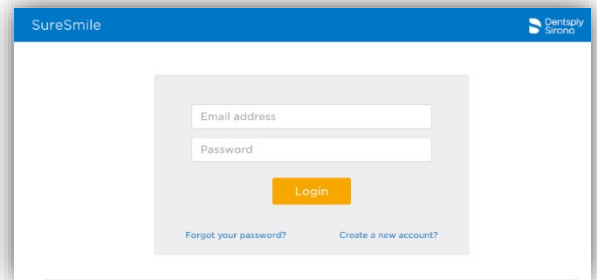 SureSmile
Dentsply
Sirona
Email address
Password
Login
Forgot your password?
Create a new account?